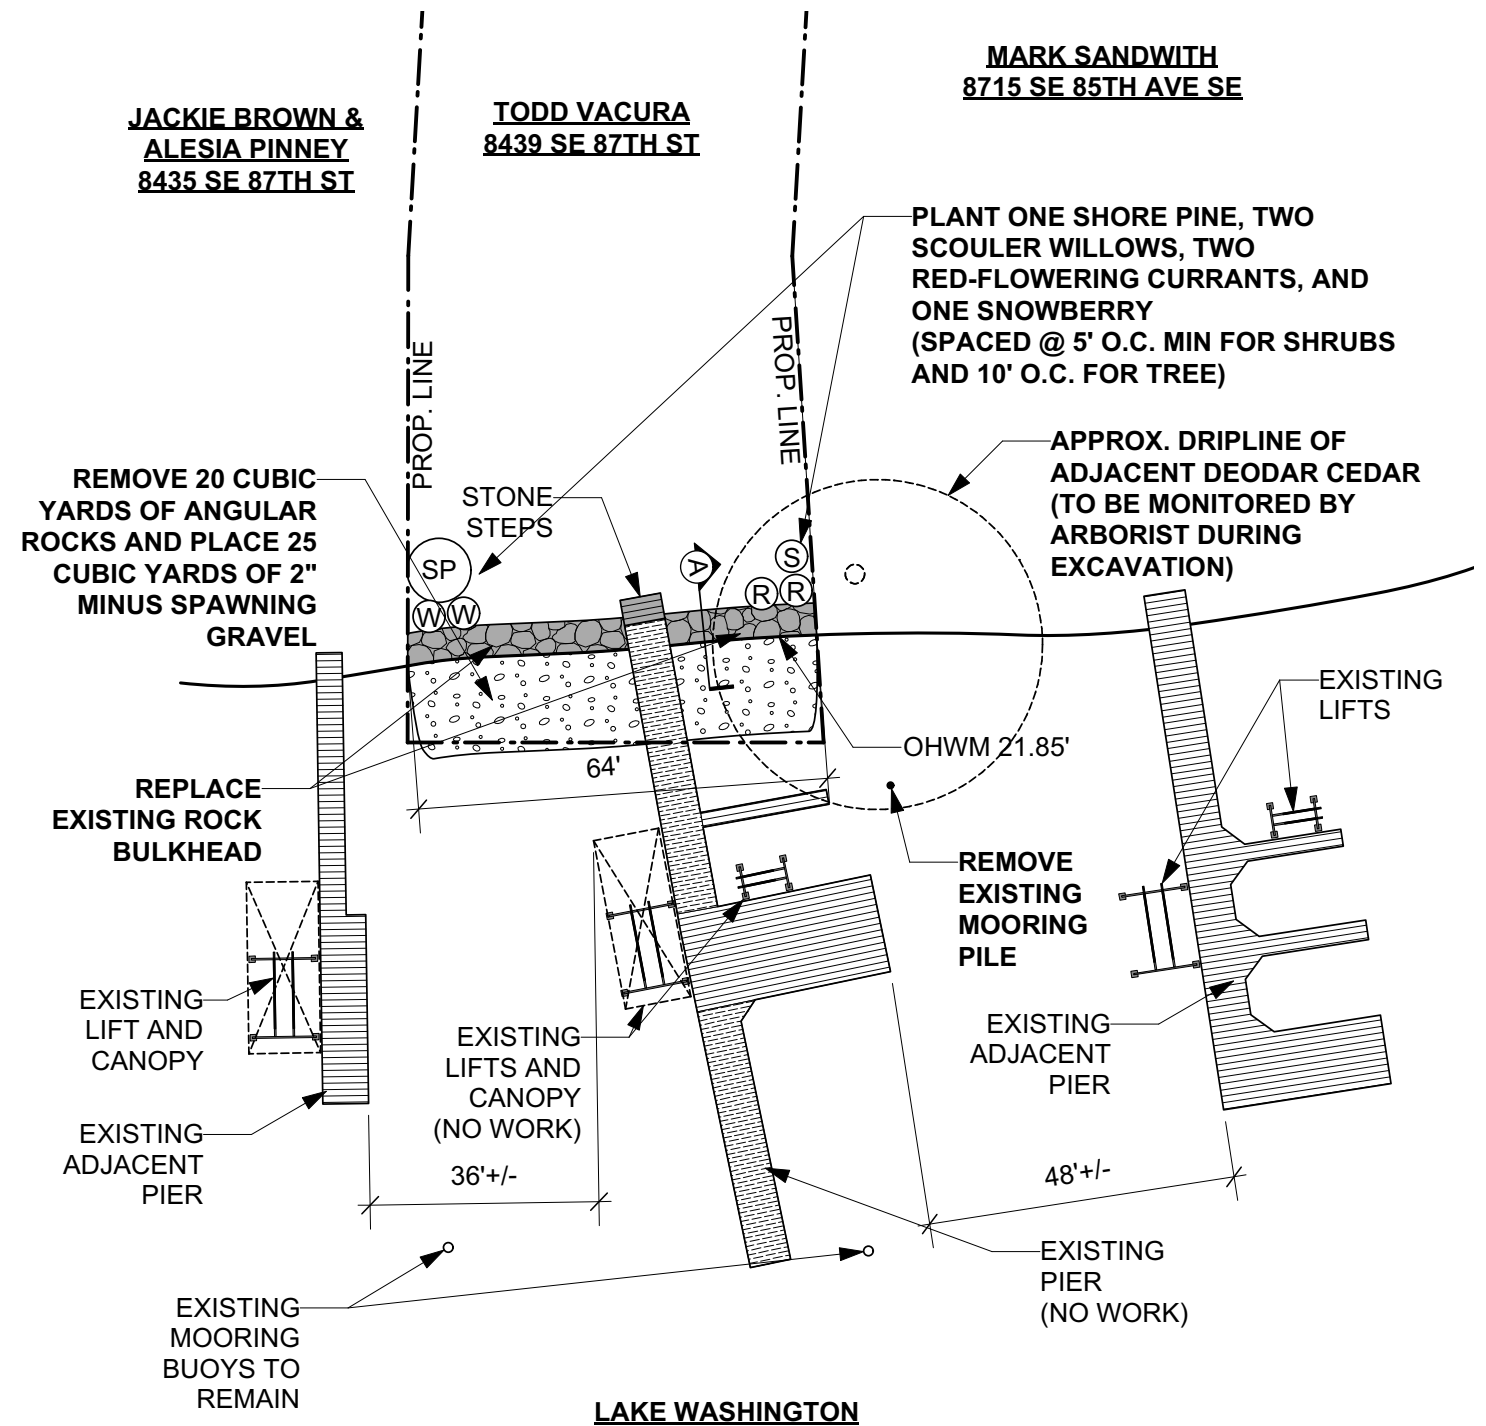 MARK SANDWITH
8715 SE 85TH AVE SE
JACKIE BROWN &
ALESIA PINNEY
8435 SE 87TH ST
TODD VACURA
8439 SE 87TH ST
PLANT ONE SHORE PINE, TWO
SCOULER WILLOWS, TWO
RED-FLOWERING CURRANTS, AND
ONE SNOWBERRY
(SPACED @ 5' O.C. MIN FOR SHRUBS
AND 10' O.C. FOR TREE)
PROP. LINE
PROP. LINE
APPROX. DRIPLINE OF
ADJACENT DEODAR CEDAR
(TO BE MONITORED BY
ARBORIST DURING
EXCAVATION)
REMOVE 20 CUBIC
YARDS OF ANGULAR
ROCKS AND PLACE 25
CUBIC YARDS OF 2"
MINUS SPAWNING
GRAVEL
STONE
STEPS
SP
W
W
A
S
R
R
EXISTING
LIFTS
OHWM 21.85'
64'
REPLACE
EXISTING ROCK
BULKHEAD
REMOVE
EXISTING
MOORING
PILE
EXISTING
LIFT AND
CANOPY
EXISTING
LIFTS AND
CANOPY
(NO WORK)
EXISTING
ADJACENT
PIER
EXISTING
ADJACENT
PIER
36'+/-
48'+/-
EXISTING
PIER
(NO WORK)
EXISTING
MOORING
BUOYS TO
REMAIN
LAKE WASHINGTON